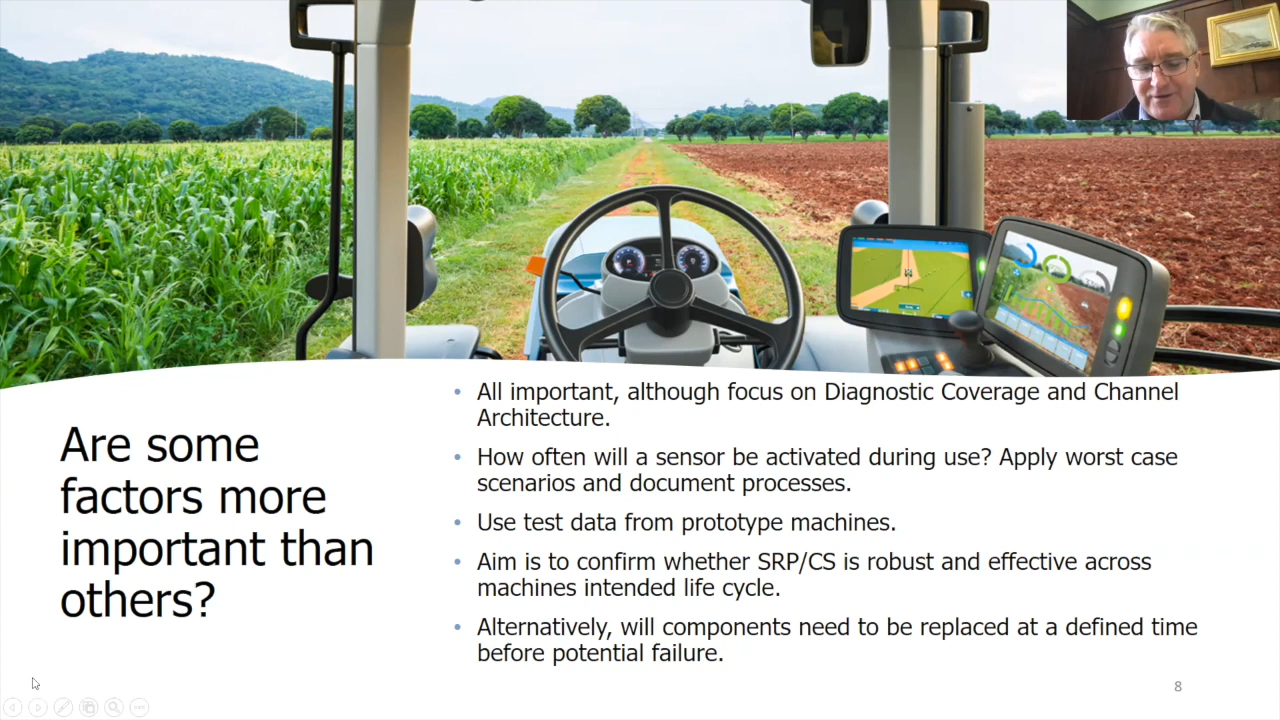 Are some
factors more
important than
others?
• All important, although focus on Diagnostic Coverage and Channel
Architecture.
• How often will a sensor be activated during use? Apply worst case
scenarios and document processes.
• Use test data from prototype machines.
• Aim is to confirm whether SRP/CS is robust and effective across
machines intended life cycle.
• Alternatively, will components need to be replaced at a defined time
before potential failure.
8